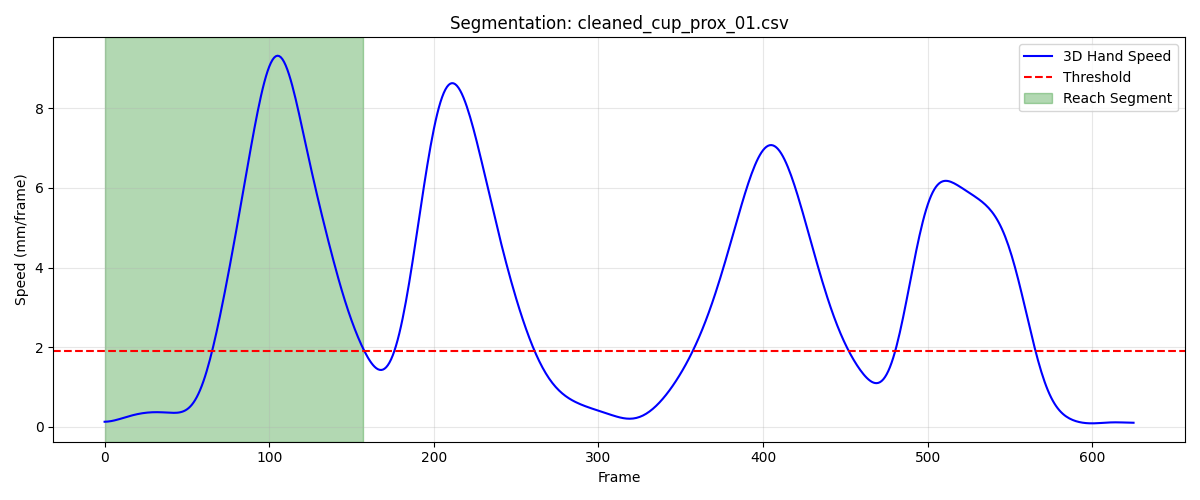 Segmentation: cleaned_cup_prox_01.csv
3D Hand Speed
Threshold
Reach Segment
Speed (mm/frame)
8
6
4
2
0
0 100 200 300 400 500 600
Frame